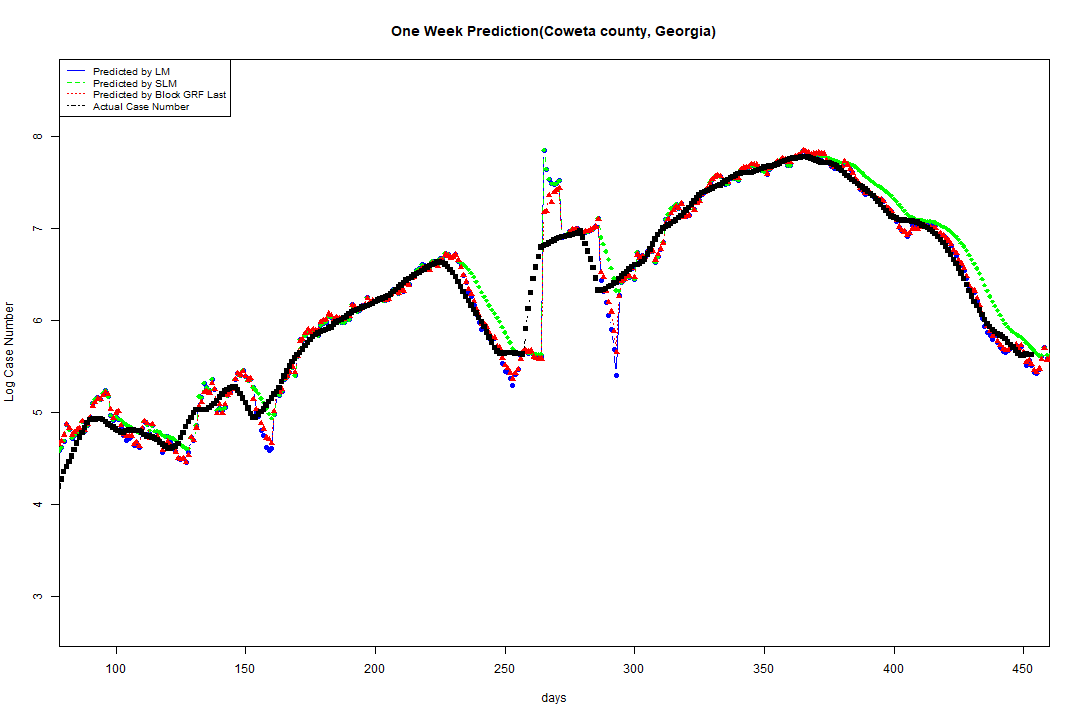 One Week Prediction(Coweta county, Georgia)
Predicted by LM
Predicted by SLM
Predicted by Block GRF Last
Actual Case Number
8
7
6
5
4
3
Log Case Number
100 150 200 250 300 350 400 450
days